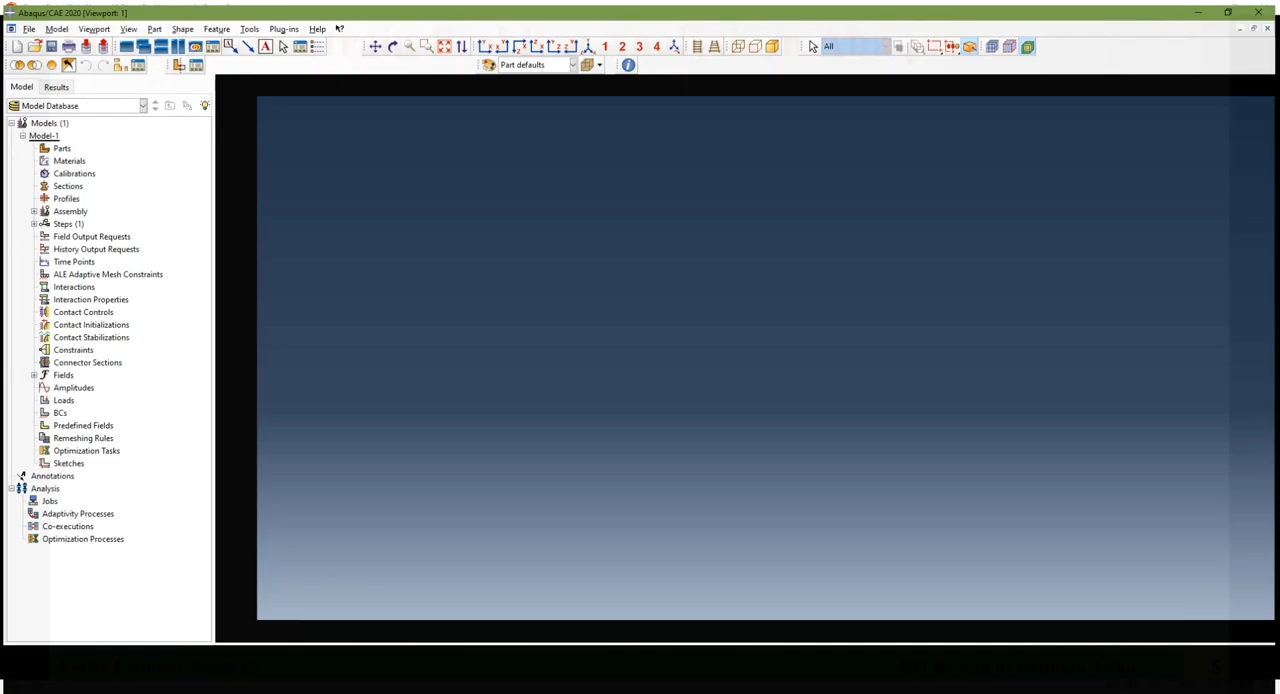 Abaqus/CAE 2020 [Viewport: 1]
File Model Viewport View Part Shape Feature Tools Plug-ins Help
A 1 2 3 4 All
Part defaults
Model Results
Model Database
Models (1)
Model-1
Parts
Materials
Calibrations
Sections
Profiles
Assembly
Steps (1)
Field Output Requests
History Output Requests
Time Points
ALE Adaptive Mesh Constraints
Interactions
Interaction Properties
Contact Controls
Contact Initializations
Contact Stabilizations
Constraints
Connector Sections
Fields
Amplitudes
Loads
BCs
Predefined Fields
Remeshing Rules
Optimization Tasks
Sketches
Annotations
Analysis
Jobs
Adaptivity Processes
Co-executions
Optimization Processes